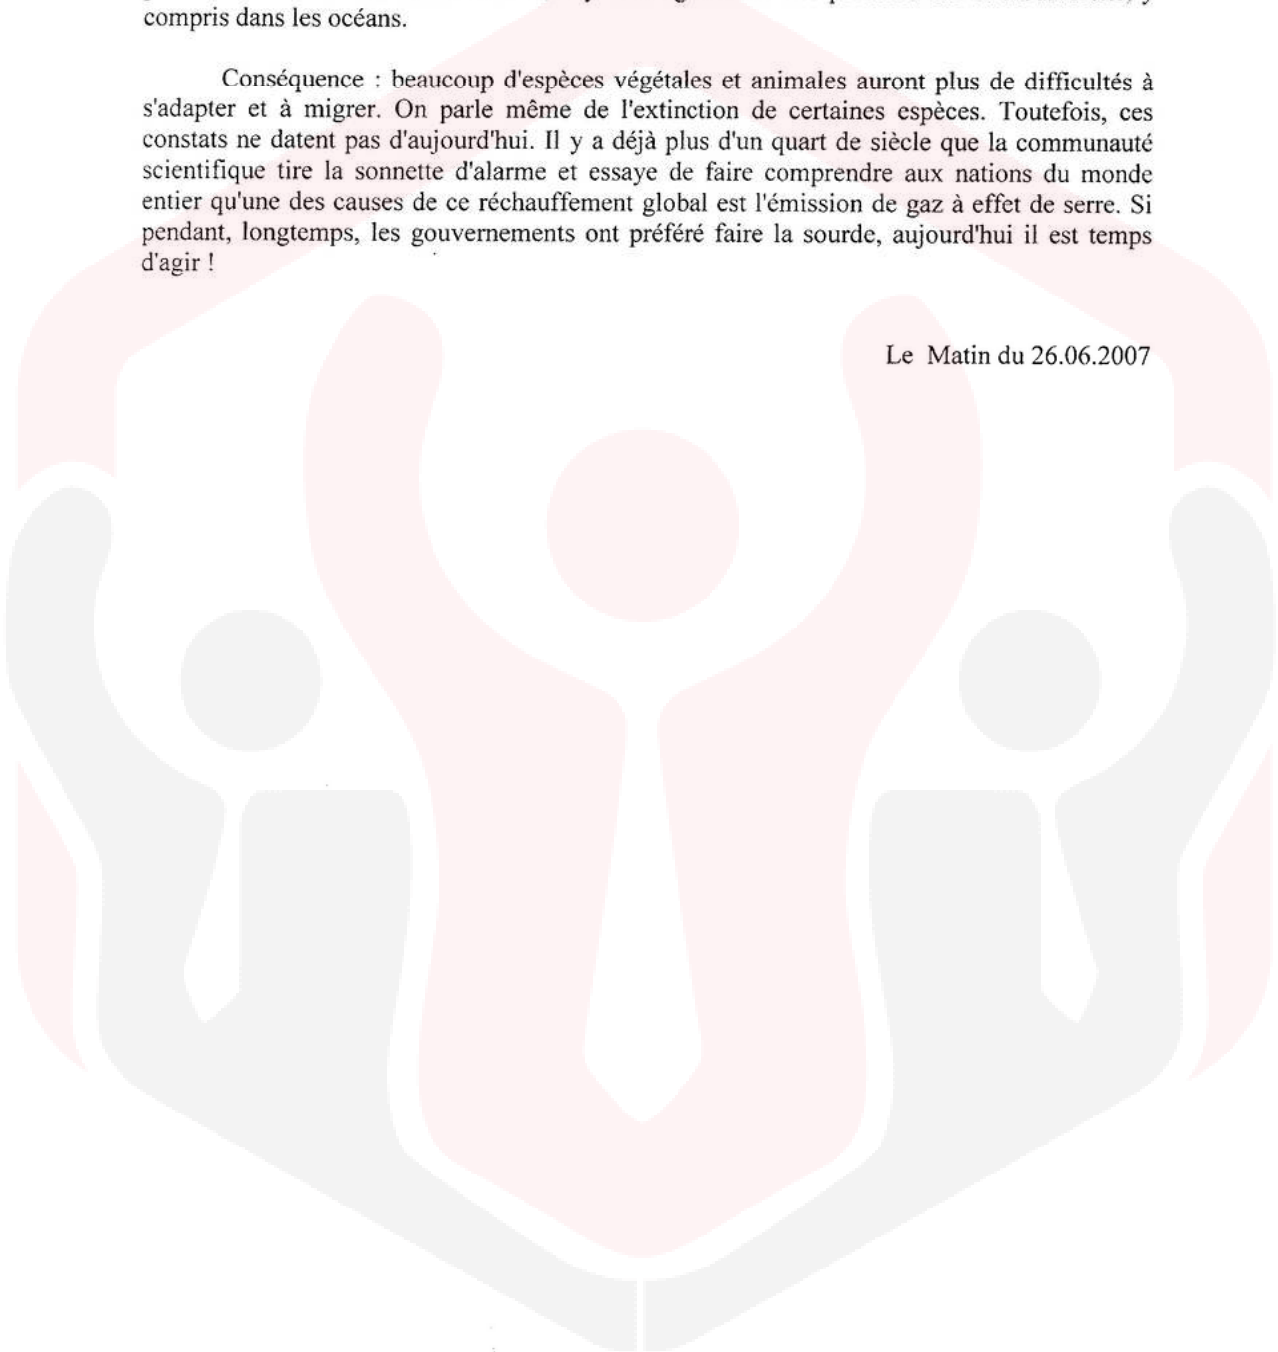 compris dans les océans.
Conséquence : beaucoup d'espèces végétales et animales auront plus de difficultés à
s'adapter et à migrer. On parle même de l'extinction de certaines espèces. Toutefois, ces
constats ne datent pas d'aujourd'hui. Il y a déjà plus d'un quart de siècle que la communauté
scientifique tire la sonnette d'alarme et essaye de faire comprendre aux nations du monde
entier qu'une des causes de ce réchauffement global est l'émission de gaz à effet de serre. Si
pendant, longtemps, les gouvernements ont préféré faire la sourde, aujourd'hui il est temps
d'agir !
Le Matin du 26.06.2007